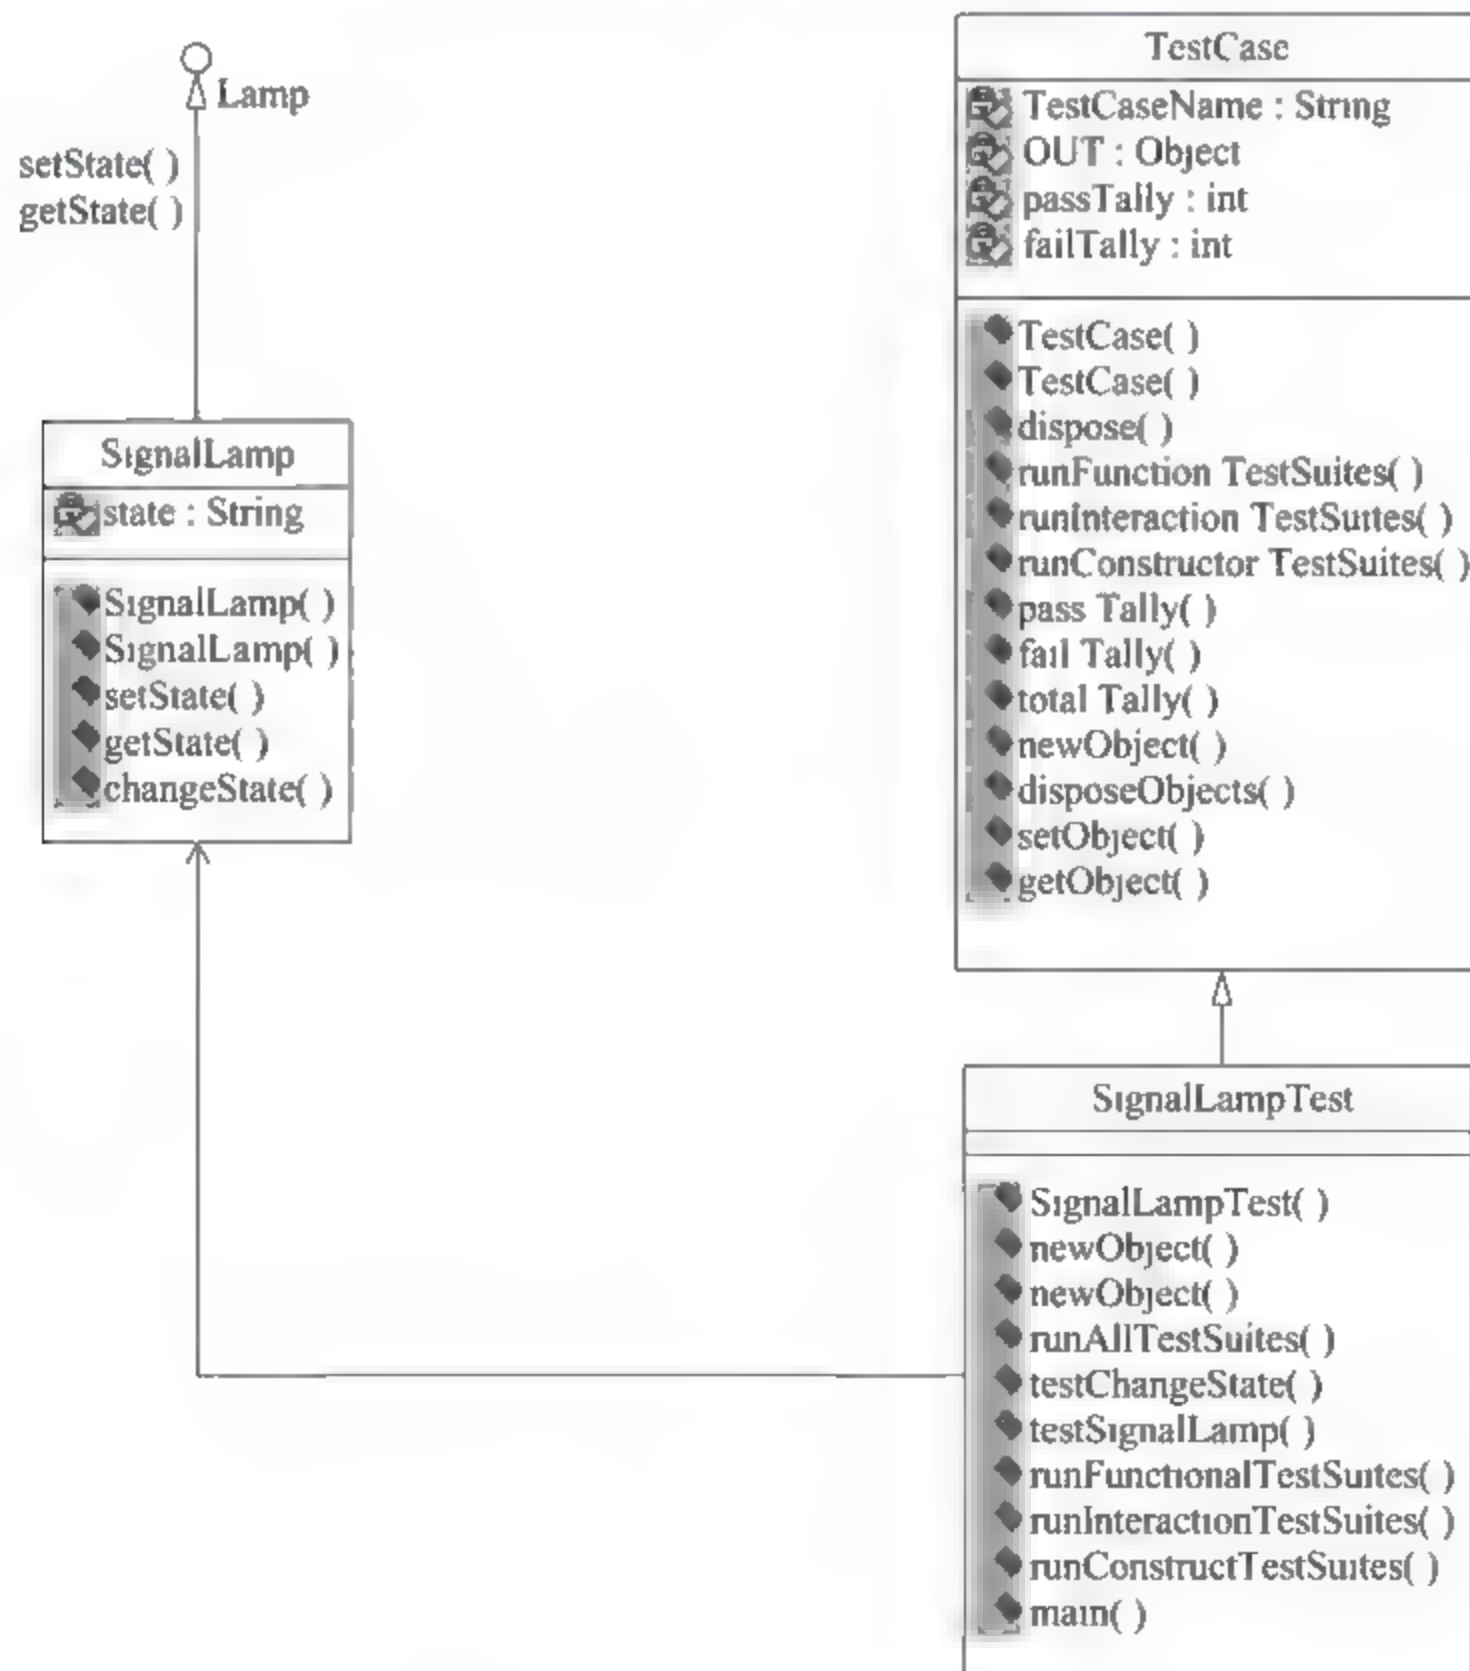 Lamp
setState( )
getState( )
SignalLamp
state : String
SignalLamp( )
SignalLamp( )
setState( )
getState( )
changeState( )
TestCase
TestCaseName : String
OUT : Object
passTally : int
failTally : int
TestCase( )
TestCase( )
dispose( )
runFunction TestSuites( )
runInteraction TestSuites( )
runConstructor TestSuites( )
pass Tally( )
fail Tally( )
total Tally( )
newObject( )
disposeObjects( )
setObject( )
getObject( )
SignalLampTest
SignalLampTest( )
newObject( )
newObject( )
runAllTestSuites( )
testChangeState( )
testSignalLamp( )
runFunctionalTestSuites( )
runInteractionTestSuites( )
runConstructTestSuites( )
main( )